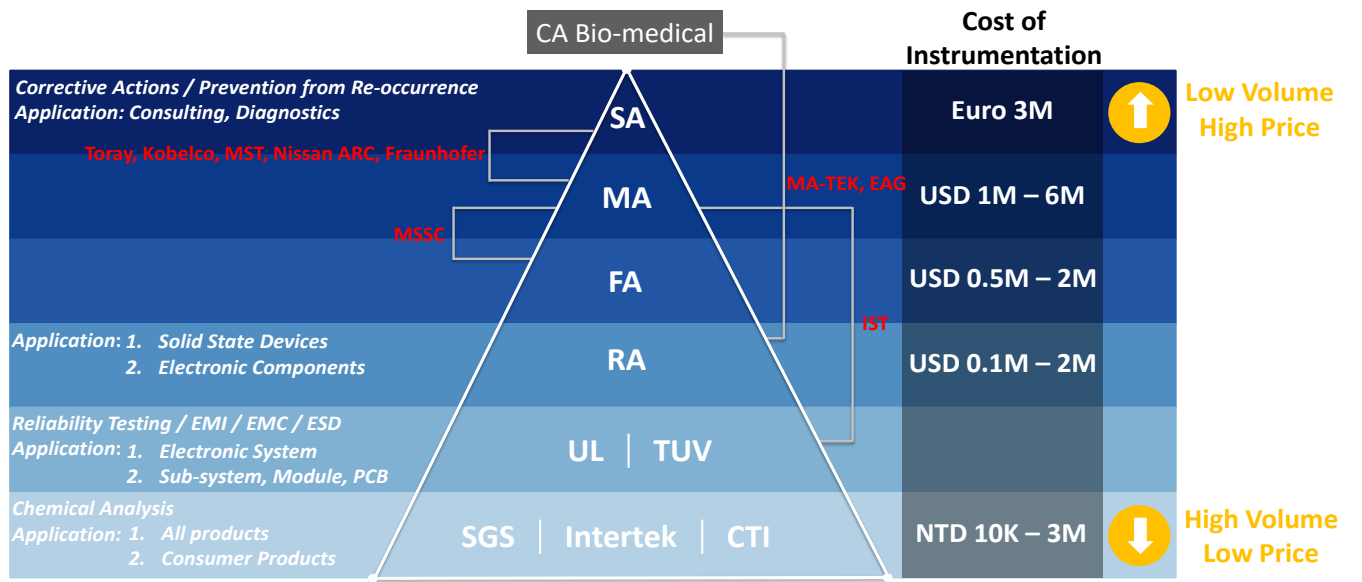 CA Bio-medical
Cost of
Instrumentation
Corrective Actions / Prevention from Re-occurrence
Application: Consulting, Diagnostics
SA
Euro 3M
Low Volume
High Price
Toray, Kobelco, MST, Nissan ARC, Fraunhofer
MA
MA-TEK, EAG
USD 1M – 6M
MSSC
FA
USD 0.5M – 2M
IST
Application: 1. Solid State Devices
2. Electronic Components
RA
USD 0.1M – 2M
Reliability Testing / EMI / EMC / ESD
Application: 1. Electronic System
2. Sub-system, Module, PCB
UL | TUV
Chemical Analysis
Application: 1. All products
2. Consumer Products
SGS | Intertek | CTI
NTD 10K – 3M
High Volume
Low Price